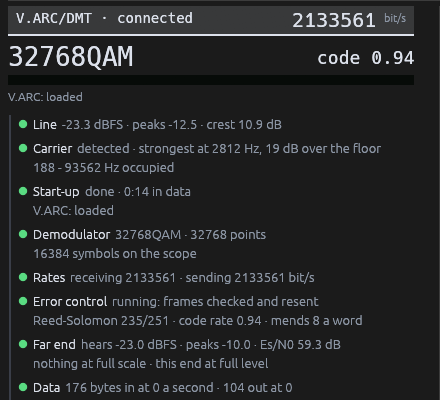 V.ARC/DMT · connected 2133561 bit/s
32768QAM code 0.94
V.ARC: loaded
Line -23.3 dBFS · peaks -12.5 · crest 10.9 dB
Carrier detected · strongest at 2812 Hz, 19 dB over the floor
188 - 93562 Hz occupied
Start-up done · 0:14 in data
V.ARC: loaded
Demodulator 32768QAM · 32768 points
16384 symbols on the scope
Rates receiving 2133561 · sending 2133561 bit/s
Error control running: frames checked and resent
Reed-Solomon 235/251 · code rate 0.94 · mends 8 a word
Far end hears -23.0 dBFS · peaks -10.0 · Es/N0 59.3 dB
nothing at full scale · this end at full level
Data 176 bytes in at 0 a second · 104 out at 0